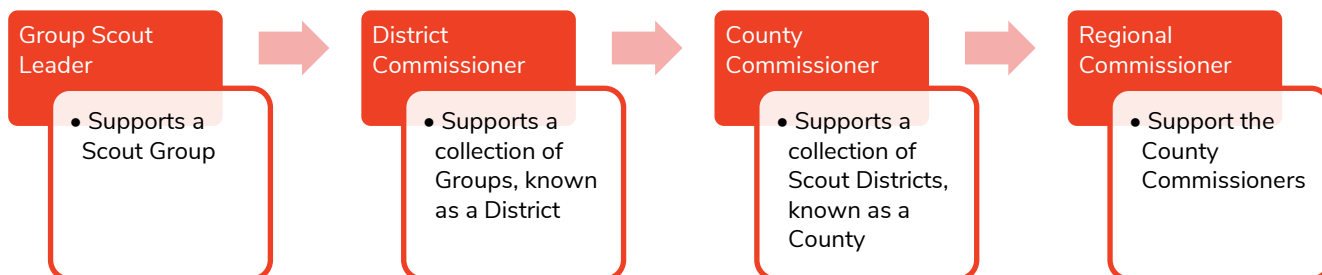 Group Scout
Leader
• Supports a
Scout Group
District
Commissioner
• Supports a
collection of
Groups, known
as a District
County
Commissioner
• Supports a
collection of
Scout Districts,
known as a
County
Regional
Commissioner
• Support the
County
Commissioners